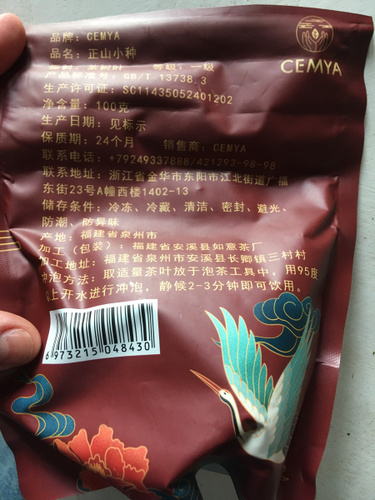 CEMYA
品牌：CEMYA
品名：正山小种
等级：一级
产品标准号：GB/T 13738.3
生产许可证：SC11435052401202
净含量：100克
生产日期：见标示
保质期：24个月 销售商：CEMYA
联系电话：+79249337888/421293-98-98
联系地址：浙江省金华市东阳市江北街道广福
东街23号A幢西楼1402-13
储存条件：冷冻、冷藏、清洁、密封、避光、
防潮、防异味
产地：福建省泉州市
加工（包装）：福建省安溪县如意茶厂
加工地址：福建省泉州市安溪县长卿镇三村村
冲泡方法：取适量茶叶放于泡茶工具中，用95度
以上开水进行冲泡，静候2-3分钟即可饮用。
6973215048430